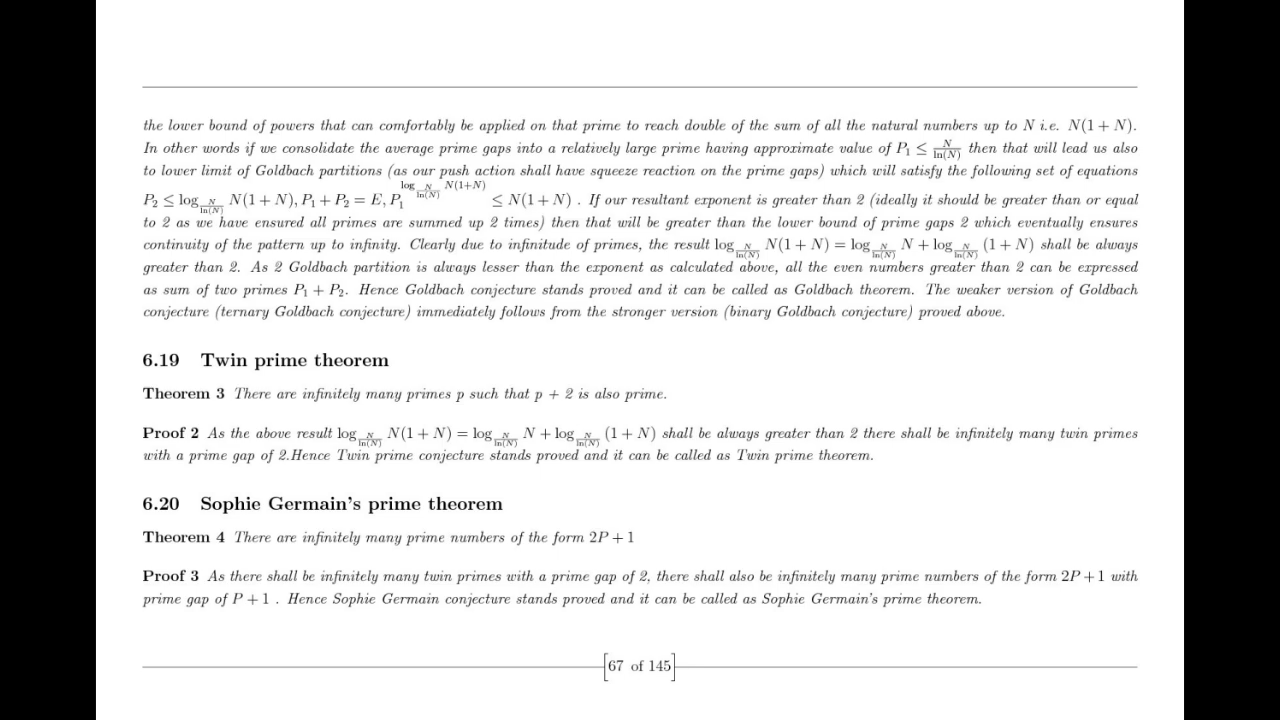 the lower bound of powers that can comfortably be applied on that prime to reach double of the sum of all the natural numbers up to N i.e. N(1 + N).
In other words if we consolidate the average prime gaps into a relatively large prime having approximate value of P₁ ≤ N/ln(N) then that will lead us also
to lower limit of Goldbach partitions (as our push action shall have squeeze reaction on the prime gaps) which will satisfy the following set of equations
P₂ ≤ log_{N/ln(N)} N(1 + N), P₁ + P₂ = E, P₁^{log_{N/ln(N)} N(1+N)} ≤ N(1 + N) . If our resultant exponent is greater than 2 (ideally it should be greater than or equal
to 2 as we have ensured all primes are summed up 2 times) then that will be greater than the lower bound of prime gaps 2 which eventually ensures
continuity of the pattern up to infinity. Clearly due to infinitude of primes, the result log_{N/ln(N)} N(1 + N) = log_{N/ln(N)} N + log_{N/ln(N)} (1 + N) shall be always
greater than 2. As 2 Goldbach partition is always lesser than the exponent as calculated above, all the even numbers greater than 2 can be expressed
as sum of two primes P₁ + P₂. Hence Goldbach conjecture stands proved and it can be called as Goldbach theorem. The weaker version of Goldbach
conjecture (ternary Goldbach conjecture) immediately follows from the stronger version (binary Goldbach conjecture) proved above.
6.19 Twin prime theorem
Theorem 3 There are infinitely many primes p such that p + 2 is also prime.
Proof 2 As the above result log_{N/ln(N)} N(1 + N) = log_{N/ln(N)} N + log_{N/ln(N)} (1 + N) shall be always greater than 2 there shall be infinitely many twin primes
with a prime gap of 2.Hence Twin prime conjecture stands proved and it can be called as Twin prime theorem.
6.20 Sophie Germain's prime theorem
Theorem 4 There are infinitely many prime numbers of the form 2P + 1
Proof 3 As there shall be infinitely many twin primes with a prime gap of 2, there shall also be infinitely many prime numbers of the form 2P + 1 with
prime gap of P + 1 . Hence Sophie Germain conjecture stands proved and it can be called as Sophie Germain's prime theorem.
[67 of 145]